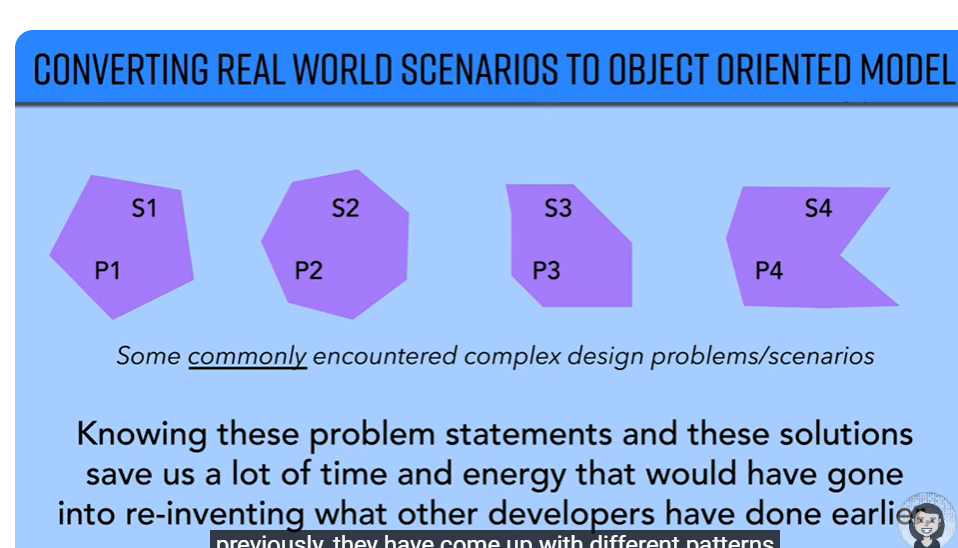 CONVERTING REAL WORLD SCENARIOS TO OBJECT ORIENTED MODEL
S1 S2 S3 S4
P1 P2 P3 P4
Some commonly encountered complex design problems/scenarios
Knowing these problem statements and these solutions
save us a lot of time and energy that would have gone
into re-inventing what other developers have done earlier
previously, they have come up with different patterns